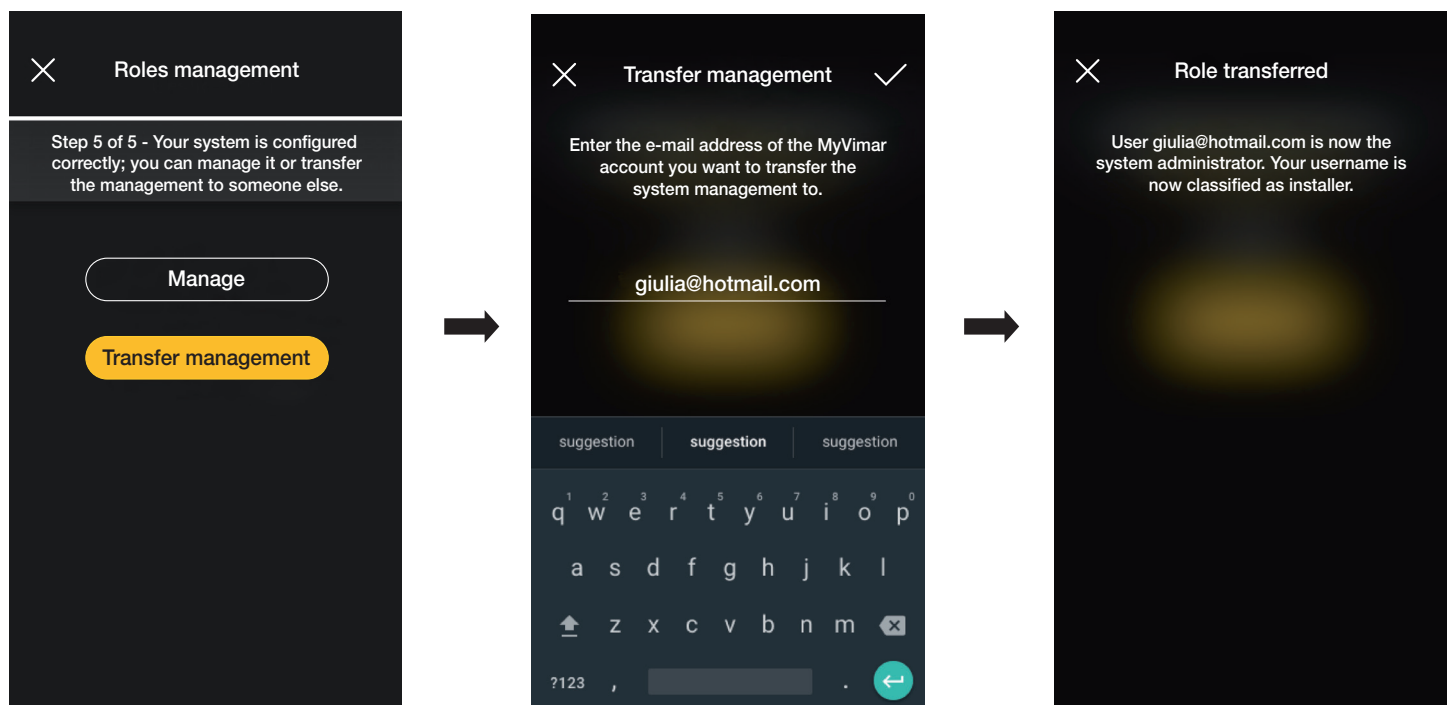 Roles management
Step 5 of 5 - Your system is configured
correctly; you can manage it or transfer
the management to someone else.
Manage
Transfer management
Transfer management
Enter the e-mail address of the MyVimar
account you want to transfer the
system management to.
giulia@hotmail.com
suggestion suggestion suggestion
1 2 3 4 5 6 7 8 9 0
q w e r t y u i o p
a s d f g h j k l
z x c v b n m
?123 , .
Role transferred
User giulia@hotmail.com is now the
system administrator. Your username is
now classified as installer.